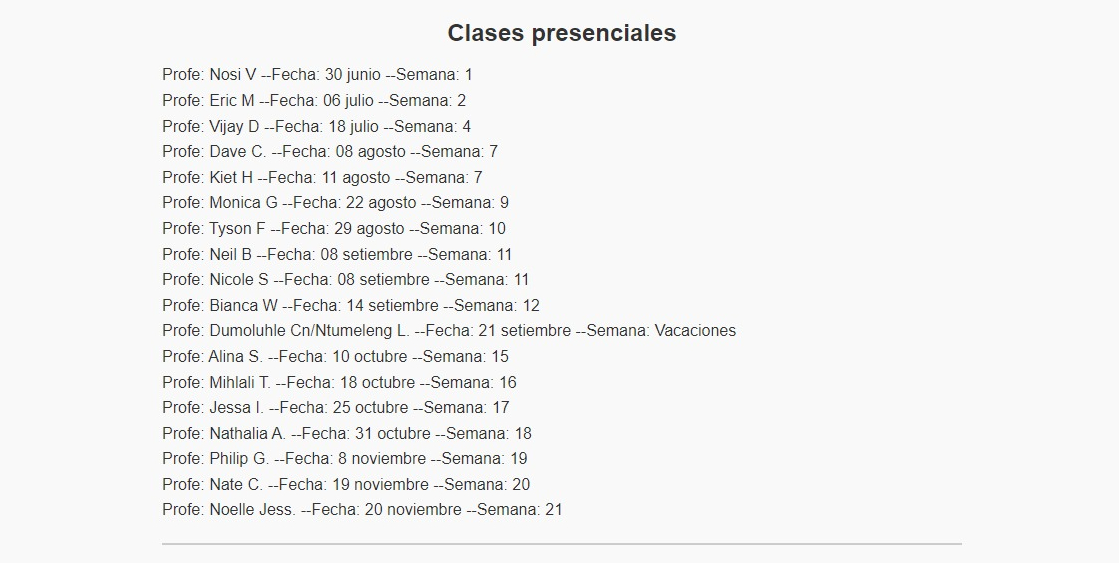 Clases presenciales
Profe: Nosi V --Fecha: 30 junio --Semana: 1
Profe: Eric M --Fecha: 06 julio --Semana: 2
Profe: Vijay D --Fecha: 18 julio --Semana: 4
Profe: Dave C. --Fecha: 08 agosto --Semana: 7
Profe: Kiet H --Fecha: 11 agosto --Semana: 7
Profe: Monica G --Fecha: 22 agosto --Semana: 9
Profe: Tyson F --Fecha: 29 agosto --Semana: 10
Profe: Neil B --Fecha: 08 setiembre --Semana: 11
Profe: Nicole S --Fecha: 08 setiembre --Semana: 11
Profe: Bianca W --Fecha: 14 setiembre --Semana: 12
Profe: Dumoluhle Cn/Ntumeleng L. --Fecha: 21 setiembre --Semana: Vacaciones
Profe: Alina S. --Fecha: 10 octubre --Semana: 15
Profe: Mihlali T. --Fecha: 18 octubre --Semana: 16
Profe: Jessa I. --Fecha: 25 octubre --Semana: 17
Profe: Nathalia A. --Fecha: 31 octubre --Semana: 18
Profe: Philip G. --Fecha: 8 noviembre --Semana: 19
Profe: Nate C. --Fecha: 19 noviembre --Semana: 20
Profe: Noelle Jess. --Fecha: 20 noviembre --Semana: 21